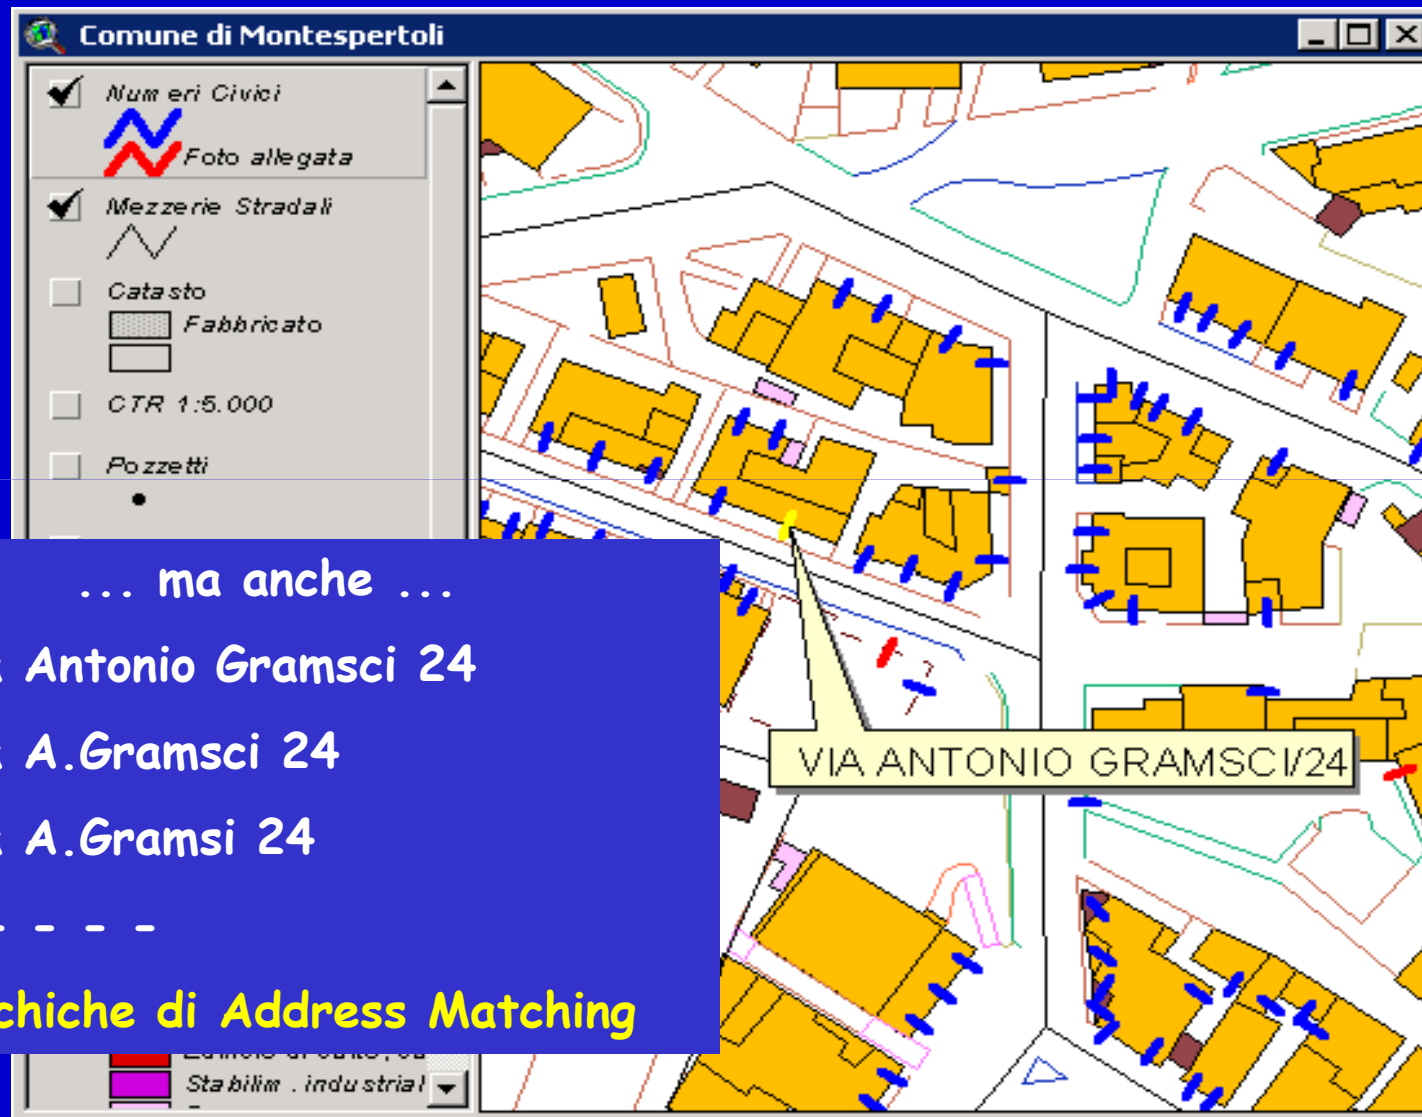 Comune di Montespertoli
Numeri Civici
Foto allegata
Mezzerie Stradali
Catasto
Fabbricato
CTR 1:5.000
Pozzetti
... ma anche ...
Antonio Gramsci 24
A.Gramsci 24
A.Gramsi 24
- - - -
chiche di Address Matching
Stabilim. industrial
VIA ANTONIO GRAMSCI/24